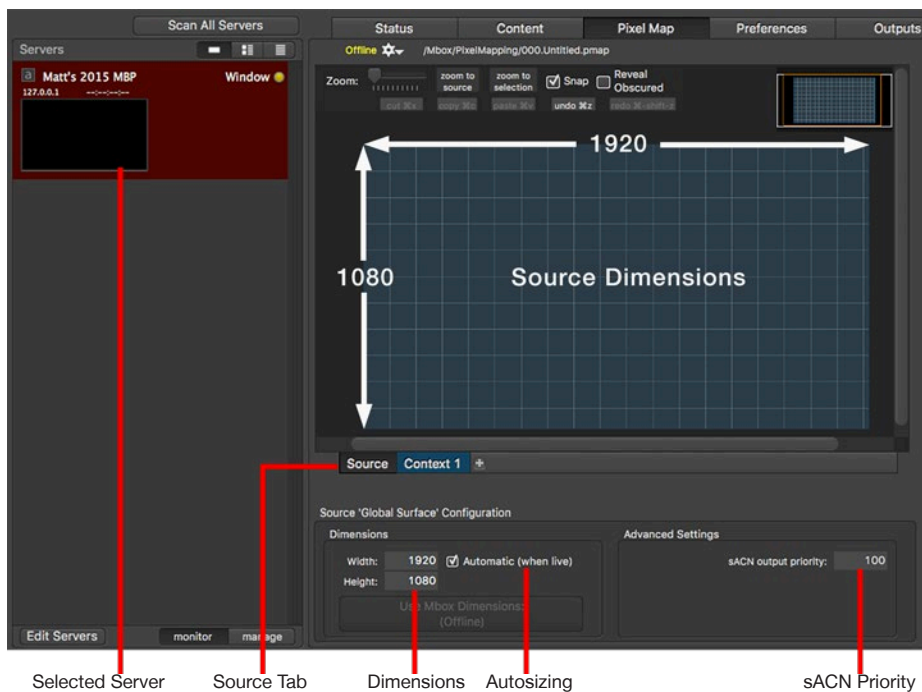 Scan All Servers
Status Content Pixel Map Preferences Outputs
Servers
Offline /Mbox/PixelMapping/000.Untitled.pmap
a Matt's 2015 MBP Window
127.0.0.1 --:--:--:--
Zoom: zoom to source zoom to selection Snap Reveal Obscured
cut ⌘x copy ⌘c paste ⌘v undo ⌘z redo ⌘-shift-z
1920
1080
Source Dimensions
Source Context 1 +
Source 'Global Surface' Configuration
Dimensions
Advanced Settings
Width: 1920 Automatic (when live)
sACN output priority: 100
Height: 1080
Use Mbox Dimensions:
(Offline)
Edit Servers monitor manage
Selected Server Source Tab Dimensions Autosizing sACN Priority